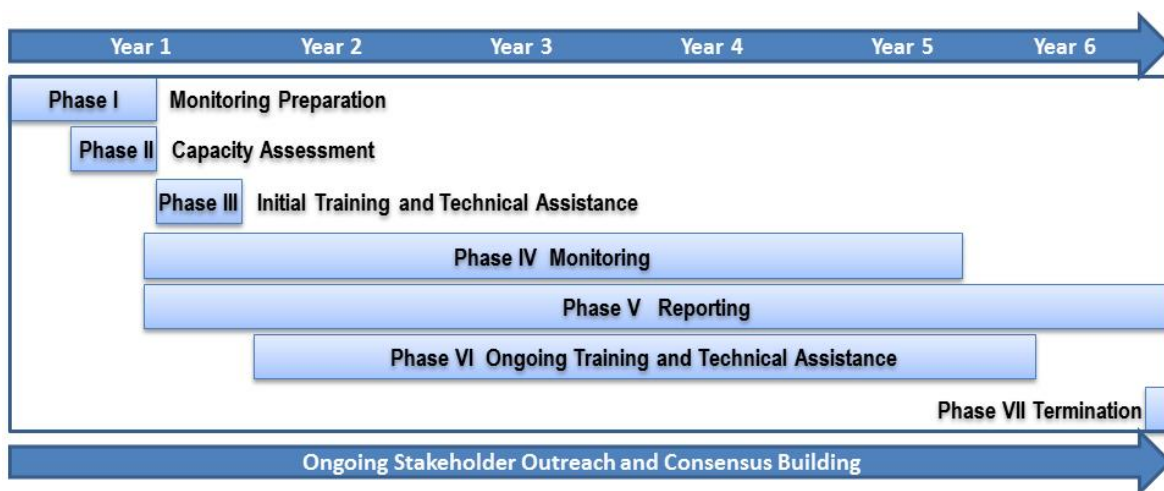 Year 1 Year 2 Year 3 Year 4 Year 5 Year 6
Phase I Monitoring Preparation
Phase II Capacity Assessment
Phase III Initial Training and Technical Assistance
Phase IV Monitoring
Phase V Reporting
Phase VI Ongoing Training and Technical Assistance
Phase VII Termination
Ongoing Stakeholder Outreach and Consensus Building